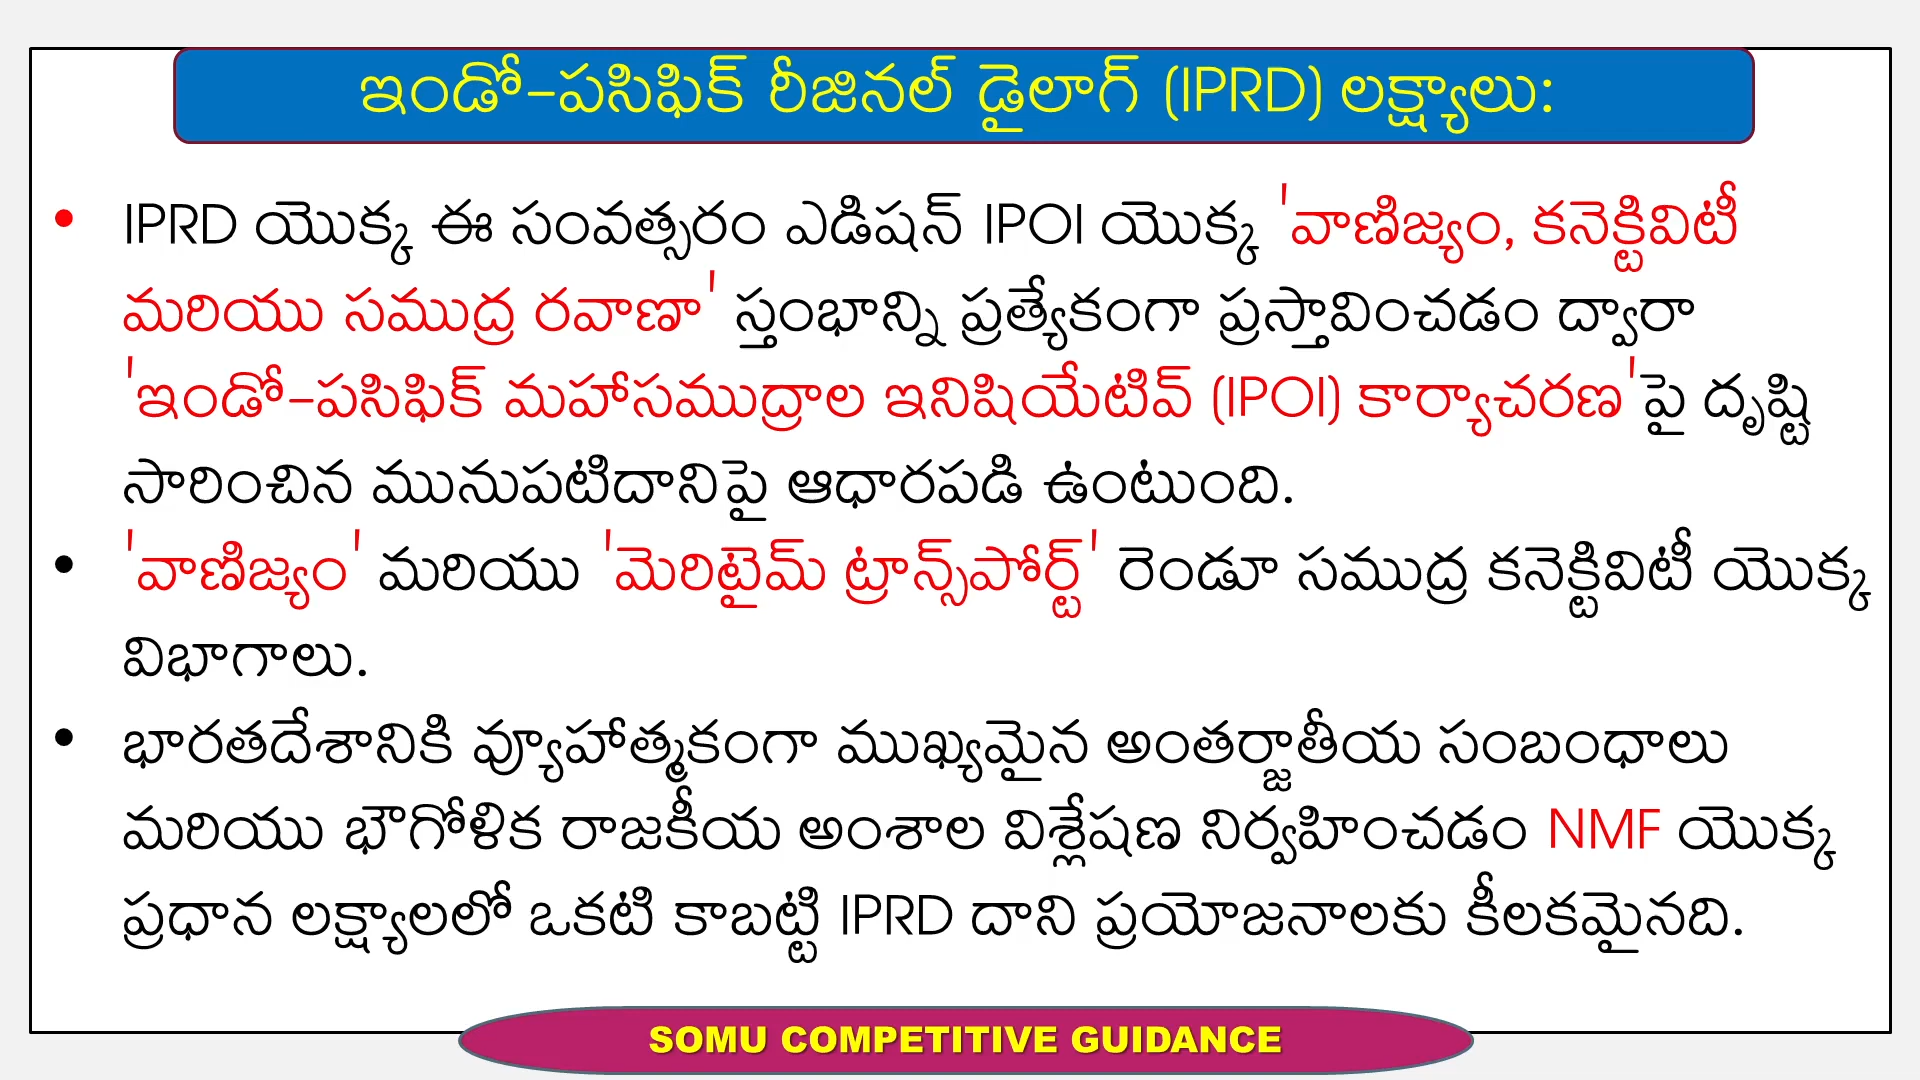 ఇండో-పసిఫిక్ రీజినల్ డైలాగ్ (IPRD) లక్ష్యాలు:
• IPRD యొక్క ఈ సంవత్సరం ఎడిషన్ IPOI యొక్క 'వాణిజ్యం, కనెక్టివిటీ
మరియు సముద్ర రవాణా' స్తంభాన్ని ప్రత్యేకంగా ప్రస్తావించడం ద్వారా
'ఇండో-పసిఫిక్ మహాసముద్రాల ఇనిషియేటివ్ (IPOI) కార్యాచరణ'పై దృష్టి
సారించిన మునుపటిదానిపై ఆధారపడి ఉంటుంది.
• 'వాణిజ్యం' మరియు 'మెరిటైమ్ ట్రాన్స్‌పోర్ట్' రెండూ సముద్ర కనెక్టివిటీ యొక్క
విభాగాలు.
• భారతదేశానికి వ్యూహాత్మకంగా ముఖ్యమైన అంతర్జాతీయ సంబంధాలు
మరియు భౌగోళిక రాజకీయ అంశాల విశ్లేషణ నిర్వహించడం NMF యొక్క
ప్రధాన లక్ష్యాలలో ఒకటి కాబట్టి IPRD దాని ప్రయోజనాలకు కీలకమైనది.
SOMU COMPETITIVE GUIDANCE